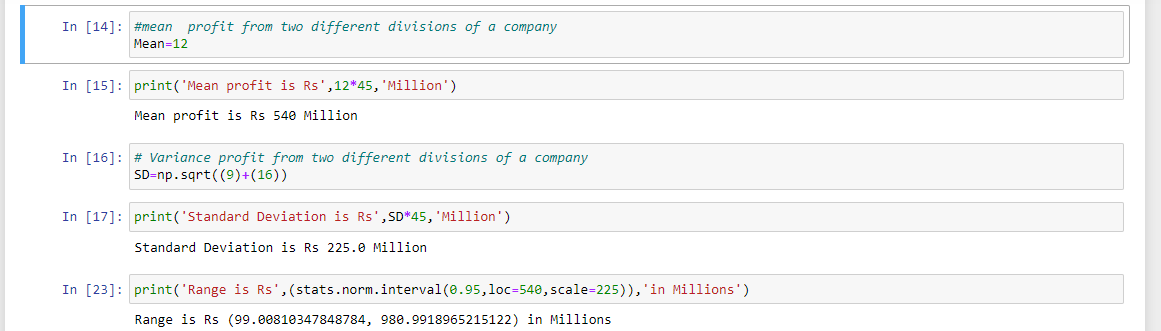 In [14]: #mean  profit from two different divisions of a company
Mean=12
In [15]: print('Mean profit is Rs',12*45,'Million')
Mean profit is Rs 540 Million
In [16]: # Variance profit from two different divisions of a company
SD=np.sqrt((9)+(16))
In [17]: print('Standard Deviation is Rs',SD*45,'Million')
Standard Deviation is Rs 225.0 Million
In [23]: print('Range is Rs',(stats.norm.interval(0.95,loc=540,scale=225)),'in Millions')
Range is Rs (99.00810347848784, 980.9918965215122) in Millions